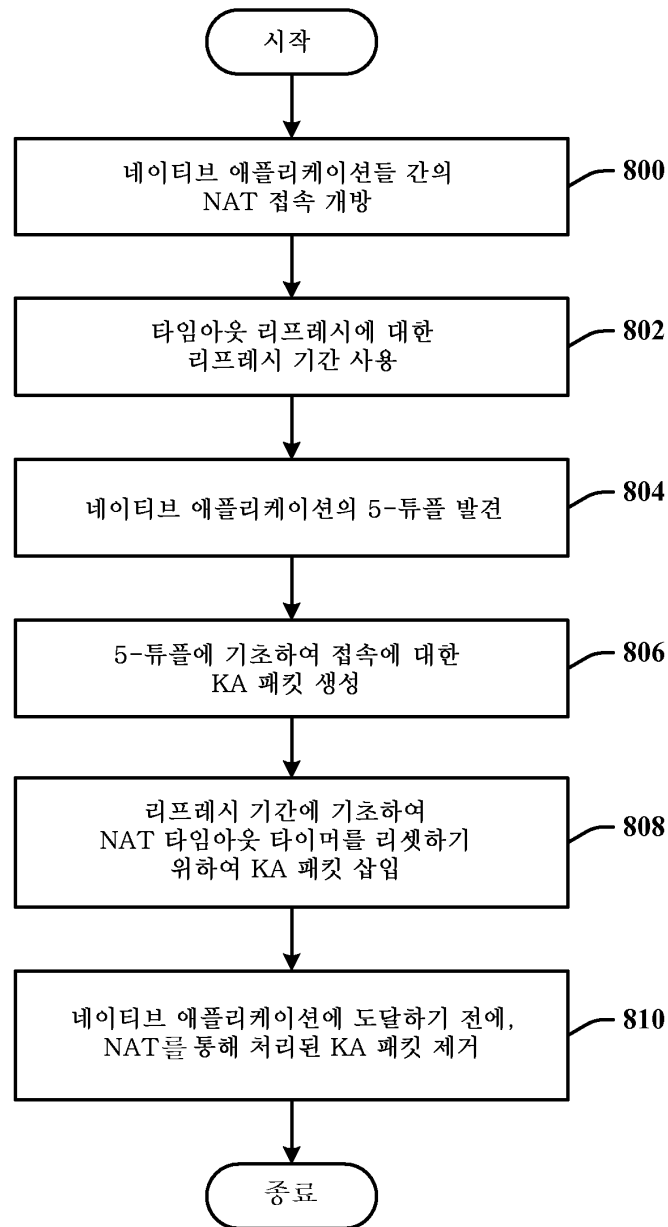 시작
네이티브 애플리케이션들 간의
NAT 접속 개방
800
타임아웃 리프레시에 대한
리프레시 기간 사용
802
네이티브 애플리케이션의 5-튜플 발견
804
5-튜플에 기초하여 접속에 대한
KA 패킷 생성
806
리프레시 기간에 기초하여
NAT 타임아웃 타이머를 리셋하기
위하여 KA 패킷 삽입
808
네이티브 애플리케이션에 도달하기 전에,
NAT를 통해 처리된 KA 패킷 제거
810
종료